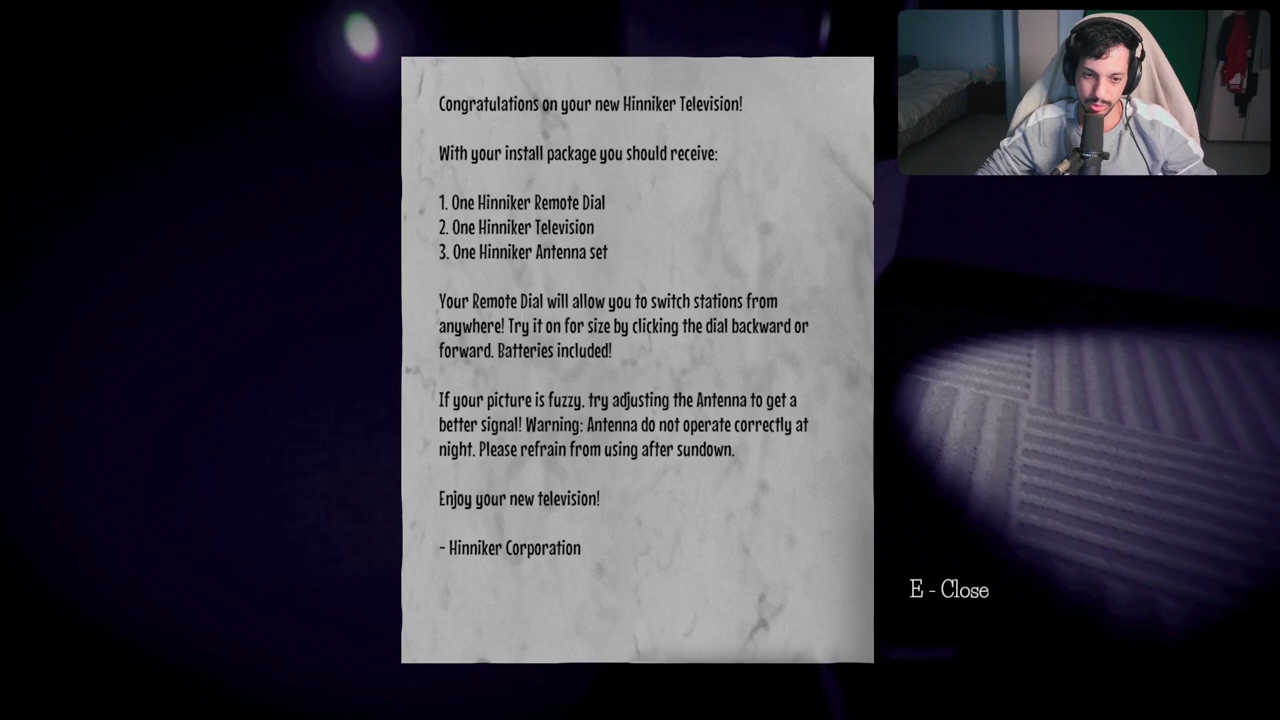 Congratulations on your new Hinniker Television!
With your install package you should receive:
1. One Hinniker Remote Dial
2. One Hinniker Television
3. One Hinniker Antenna set
Your Remote Dial will allow you to switch stations from
anywhere! Try it on for size by clicking the dial backward or
forward. Batteries included!
If your picture is fuzzy, try adjusting the Antenna to get a
better signal! Warning: Antenna do not operate correctly at
night. Please refrain from using after sundown.
Enjoy your new television!
- Hinniker Corporation
E - Close